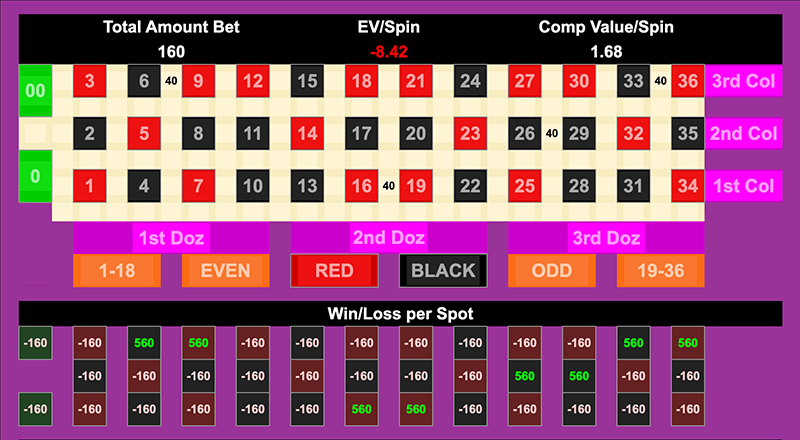 Total Amount Bet EV/Spin Comp Value/Spin
160 -8.42 1.68
00 3 6 40 9 12 15 18 21 24 27 30 33 40 36 3rd Col
2 5 8 11 14 17 20 23 26 40 29 32 35 2nd Col
0 1 4 7 10 13 16 40 19 22 25 28 31 34 1st Col
1st Doz 2nd Doz 3rd Doz
1-18 EVEN RED BLACK ODD 19-36
Win/Loss per Spot
-160 -160 560 560 -160 -160 -160 -160 -160 -160 -160 560 560
-160 -160 -160 -160 -160 -160 -160 -160 560 560 -160 -160
-160 -160 -160 -160 -160 -160 560 560 -160 -160 -160 -160 -160